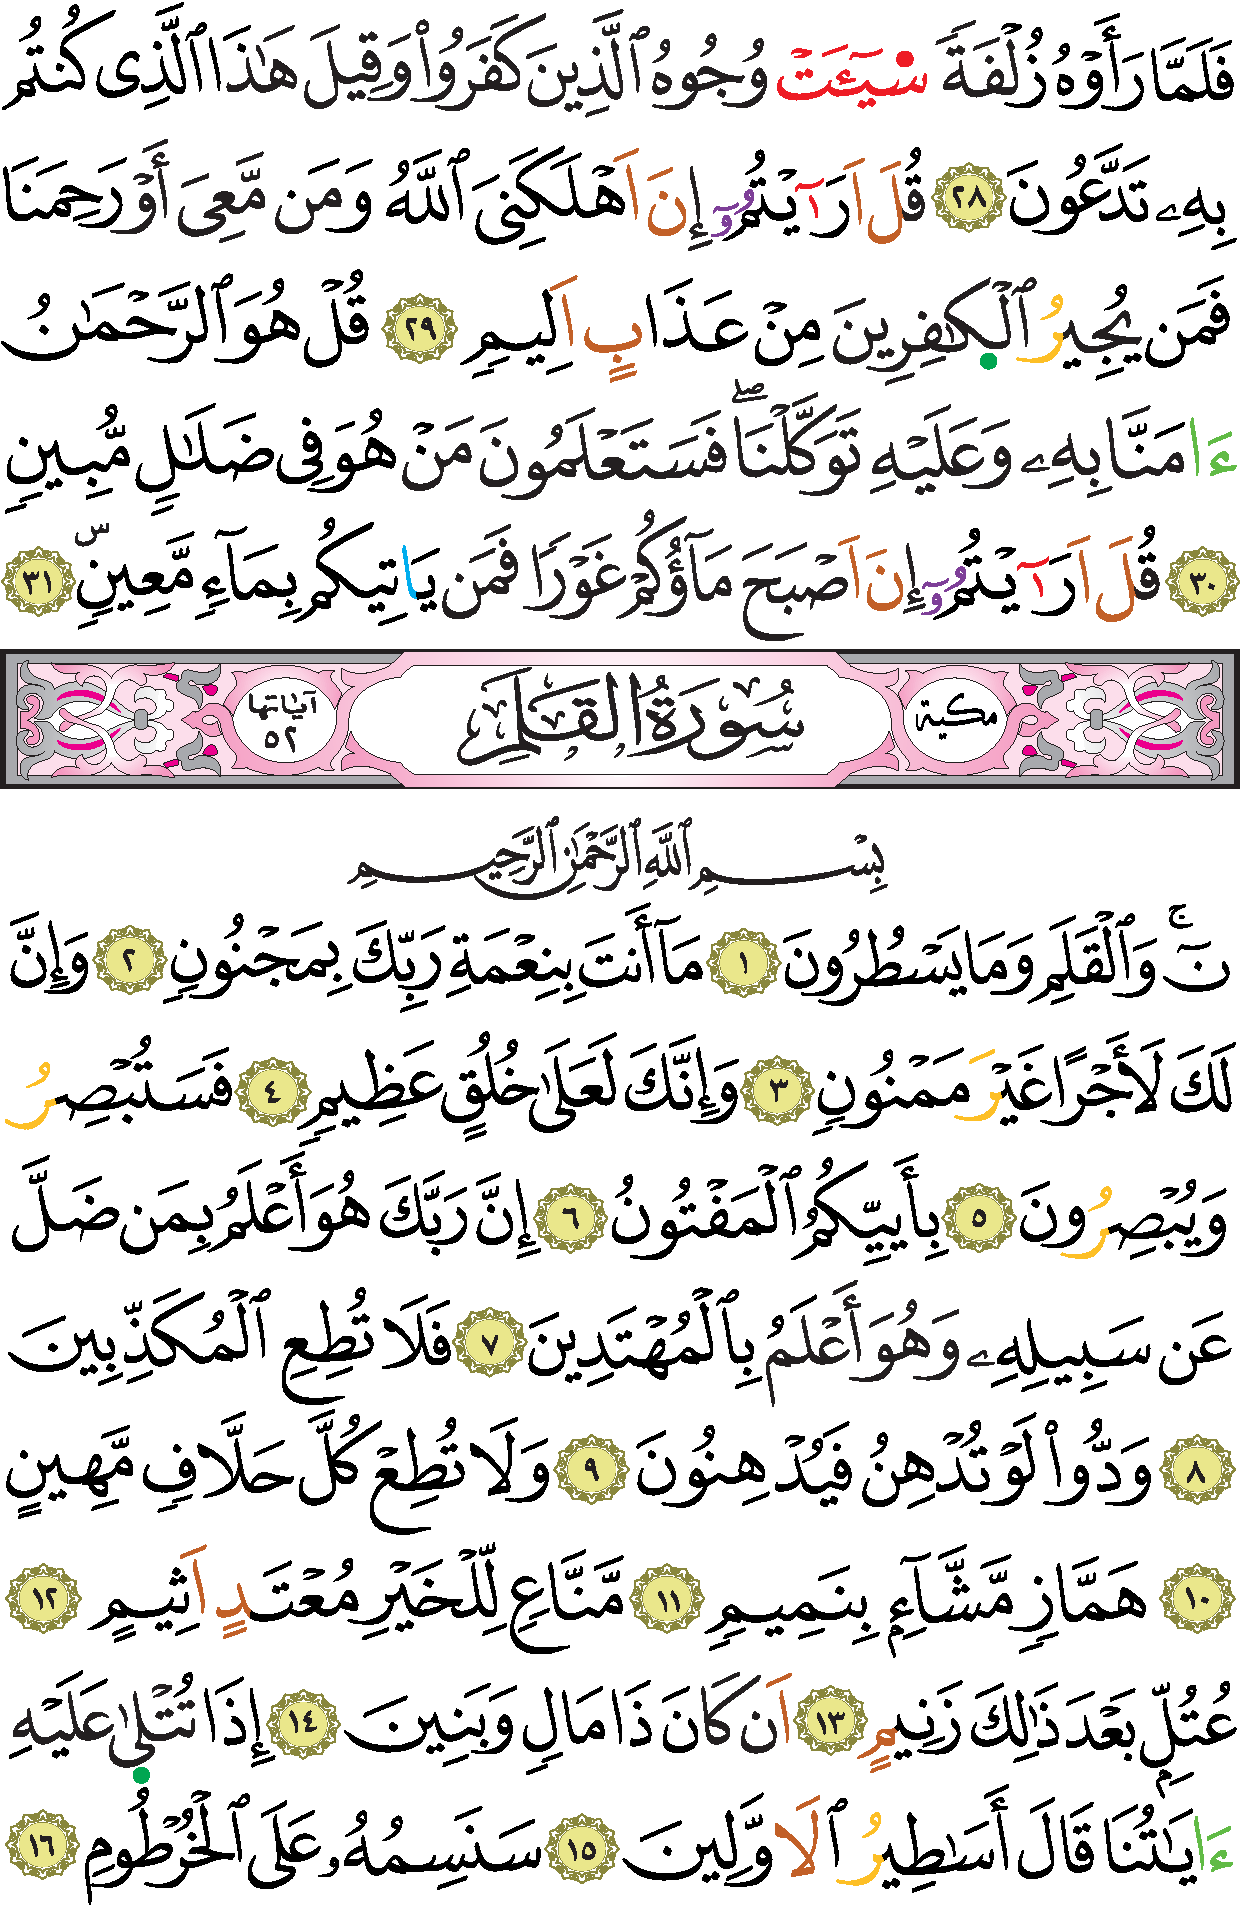 فَلَمَّا رَأَوْهُ زُلْفَةً سِيٓـَٔتْ وُجُوهُ ٱلَّذِينَ كَفَرُواْ وَقِيلَ هَٰذَا ٱلَّذِى كُنتُم
بِهِۦ تَدَّعُونَ ٢٨ قُلَ اَرَآيْتُمُۥٓ إِنَ اَهْلَكَنِىَ ٱللَّهُ وَمَن مَّعِىَ أَوْ رَحِمَنَا
فَمَن يُجِيرُ ٱلْكَٰفِرِينَ مِنْ عَذَابٍ اَلِيمٍ ٢٩ قُلْ هُوَ ٱلرَّحْمَٰنُ
ءَامَنَّا بِهِۦ وَعَلَيْهِ تَوَكَّلْنَاۖ فَسَتَعْلَمُونَ مَنْ هُوَ فِى ضَلَٰلٍ مُّبِينٍ
٣٠ قُلَ اَرَآيْتُمُۥٓ إِنَ اَصْبَحَ مَآؤُكُمْ غَوْرًا فَمَن يَاتِيكُم بِمَآءٍ مَّعِينٍۜ ٣١
مكية سُورَةُ القَلَمِ آياتها ٥٢
بِسْمِ ٱللَّهِ ٱلرَّحْمَٰنِ ٱلرَّحِيمِ
نٓۚ وَٱلْقَلَمِ وَمَا يَسْطُرُونَ ١ مَآ أَنتَ بِنِعْمَةِ رَبِّكَ بِمَجْنُونٍ ٢ وَإِنَّ
لَكَ لَأَجْرًا غَيْرَ مَمْنُونٍ ٣ وَإِنَّكَ لَعَلَىٰ خُلُقٍ عَظِيمٍ ٤ فَسَتُبْصِرُ
وَيُبْصِرُونَ ٥ بِأَييِّكُمُ ٱلْمَفْتُونُ ٦ إِنَّ رَبَّكَ هُوَ أَعْلَمُ بِمَن ضَلَّ
عَن سَبِيلِهِۦ وَهُوَ أَعْلَمُ بِٱلْمُهْتَدِينَ ٧ فَلَا تُطِعِ ٱلْمُكَذِّبِينَ
٨ وَدُّواْ لَوْ تُدْهِنُ فَيُدْهِنُونَ ٩ وَلَا تُطِعْ كُلَّ حَلَّافٍ مَّهِينٍ
١٠ هَمَّازٍ مَّشَّآءِۭ بِنَمِيمٍ ١١ مَّنَّاعٍ لِّلْخَيْرِ مُعْتَدٍ اَثِيمٍ ١٢
عُتُلِّۭ بَعْدَ ذَٰلِكَ زَنِيمٍ ١٣ اَن كَانَ ذَا مَالٍ وَبَنِينَ ١٤ إِذَا تُتْلَىٰ عَلَيْهِ
ءَايَٰتُنَا قَالَ أَسَٰطِيرُ ٱلَاوَّلِينَ ١٥ سَنَسِمُهُۥ عَلَى ٱلْخُرْطُومِ ١٦